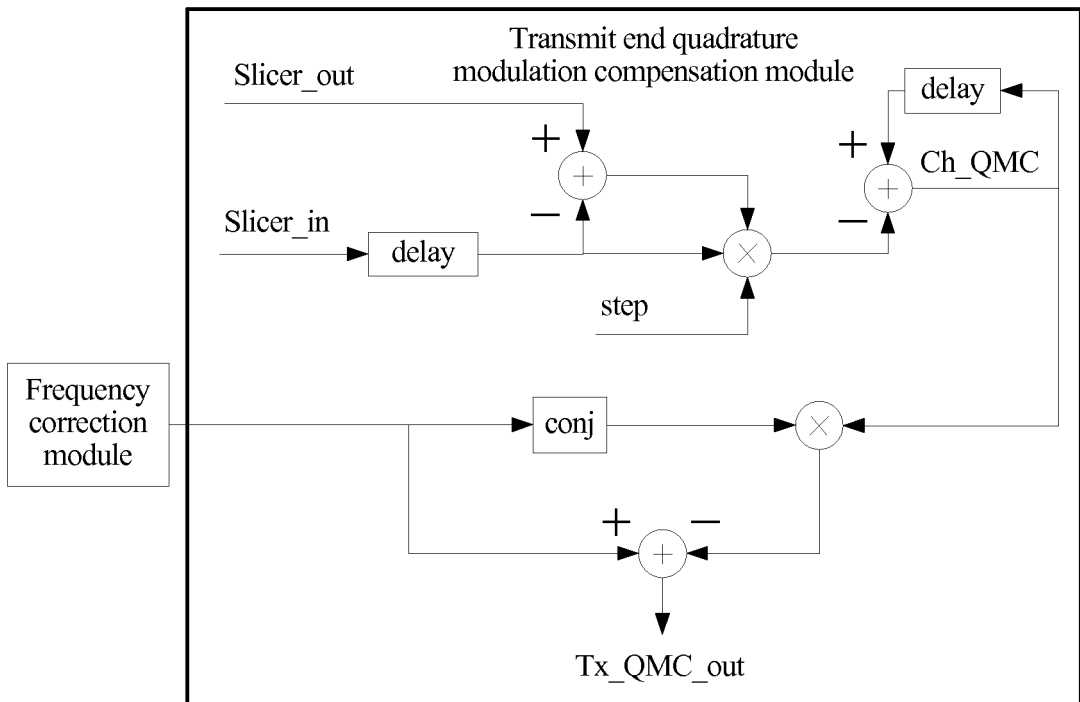 Transmit end quadrature
modulation compensation module
Slicer_out
delay
+
+
Ch_QMC
+
+
−
−
Slicer_in
delay
×
step
Frequency
correction
module
conj
×
+
−
+
Tx_QMC_out